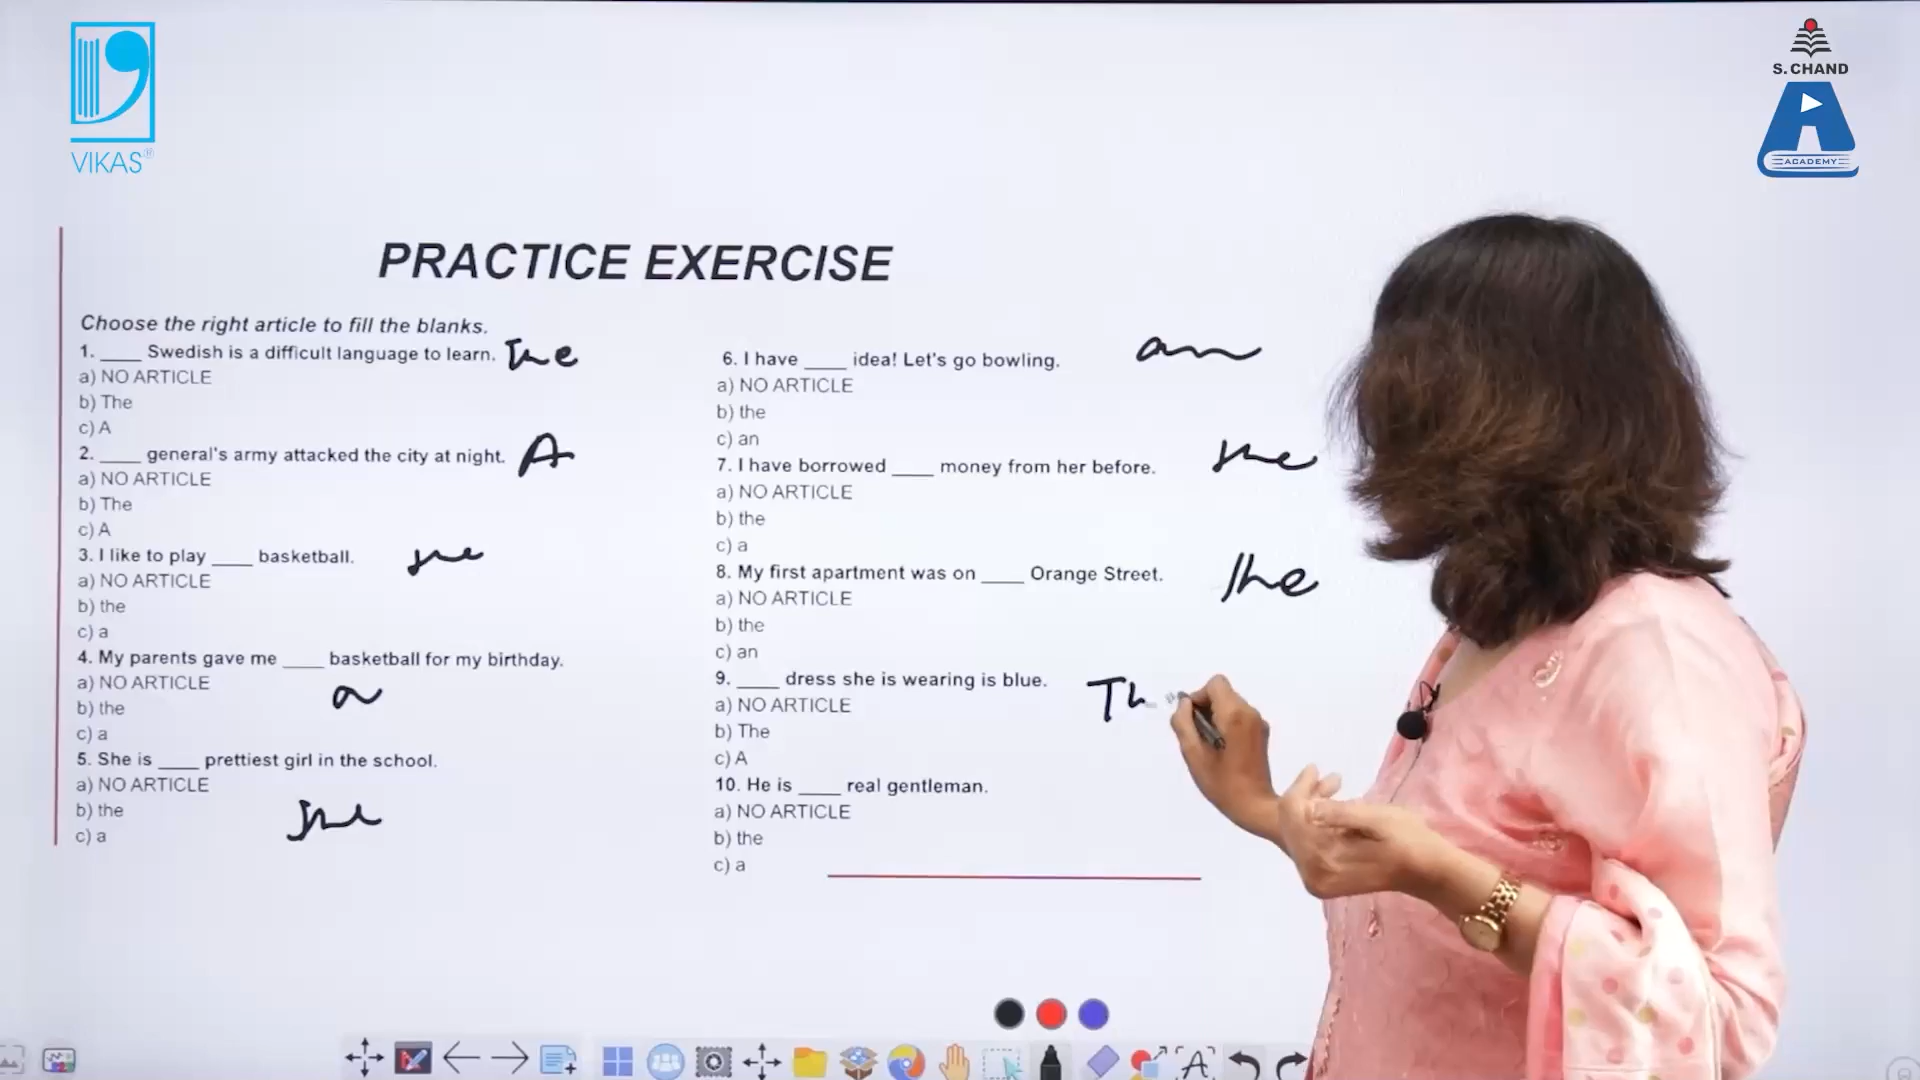 VIKAS®
S. CHAND
ACADEMY
PRACTICE EXERCISE
Choose the right article to fill the blanks.
1. ____ Swedish is a difficult language to learn. The
a) NO ARTICLE
b) The
c) A
2. ____ general's army attacked the city at night. A
a) NO ARTICLE
b) The
c) A
3. I like to play ____ basketball. the
a) NO ARTICLE
b) the
c) a
4. My parents gave me ____ basketball for my birthday.
a) NO ARTICLE a
b) the
c) a
5. She is ____ prettiest girl in the school.
a) NO ARTICLE
b) the the
c) a
6. I have ____ idea! Let's go bowling. an
a) NO ARTICLE
b) the
c) an
7. I have borrowed ____ money from her before. the
a) NO ARTICLE
b) the
c) a
8. My first apartment was on ____ Orange Street. the
a) NO ARTICLE
b) the
c) an
9. ____ dress she is wearing is blue. Th
a) NO ARTICLE
b) The
c) A
10. He is ____ real gentleman.
a) NO ARTICLE
b) the
c) a